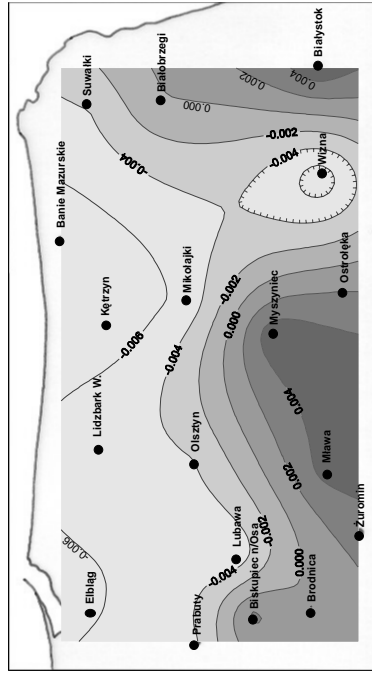 Suwałki
Białobrzegi
Białystok
0.004
0.002
0.000
-0.002
-0.004
-0.004
Wizna
Banie Mazurskie
Kętrzyn
Mikołajki
-0.002
0.000
Myszyniec
Ostrołęka
-0.006
-0.004
0.004
Lidzbark W.
Olsztyn
Mława
0.002
Żuromin
-0.006
Elbląg
Lubawa
-0.002
-0.004
Biskupiec n/Osą
0.000
Prabuty
Brodnica